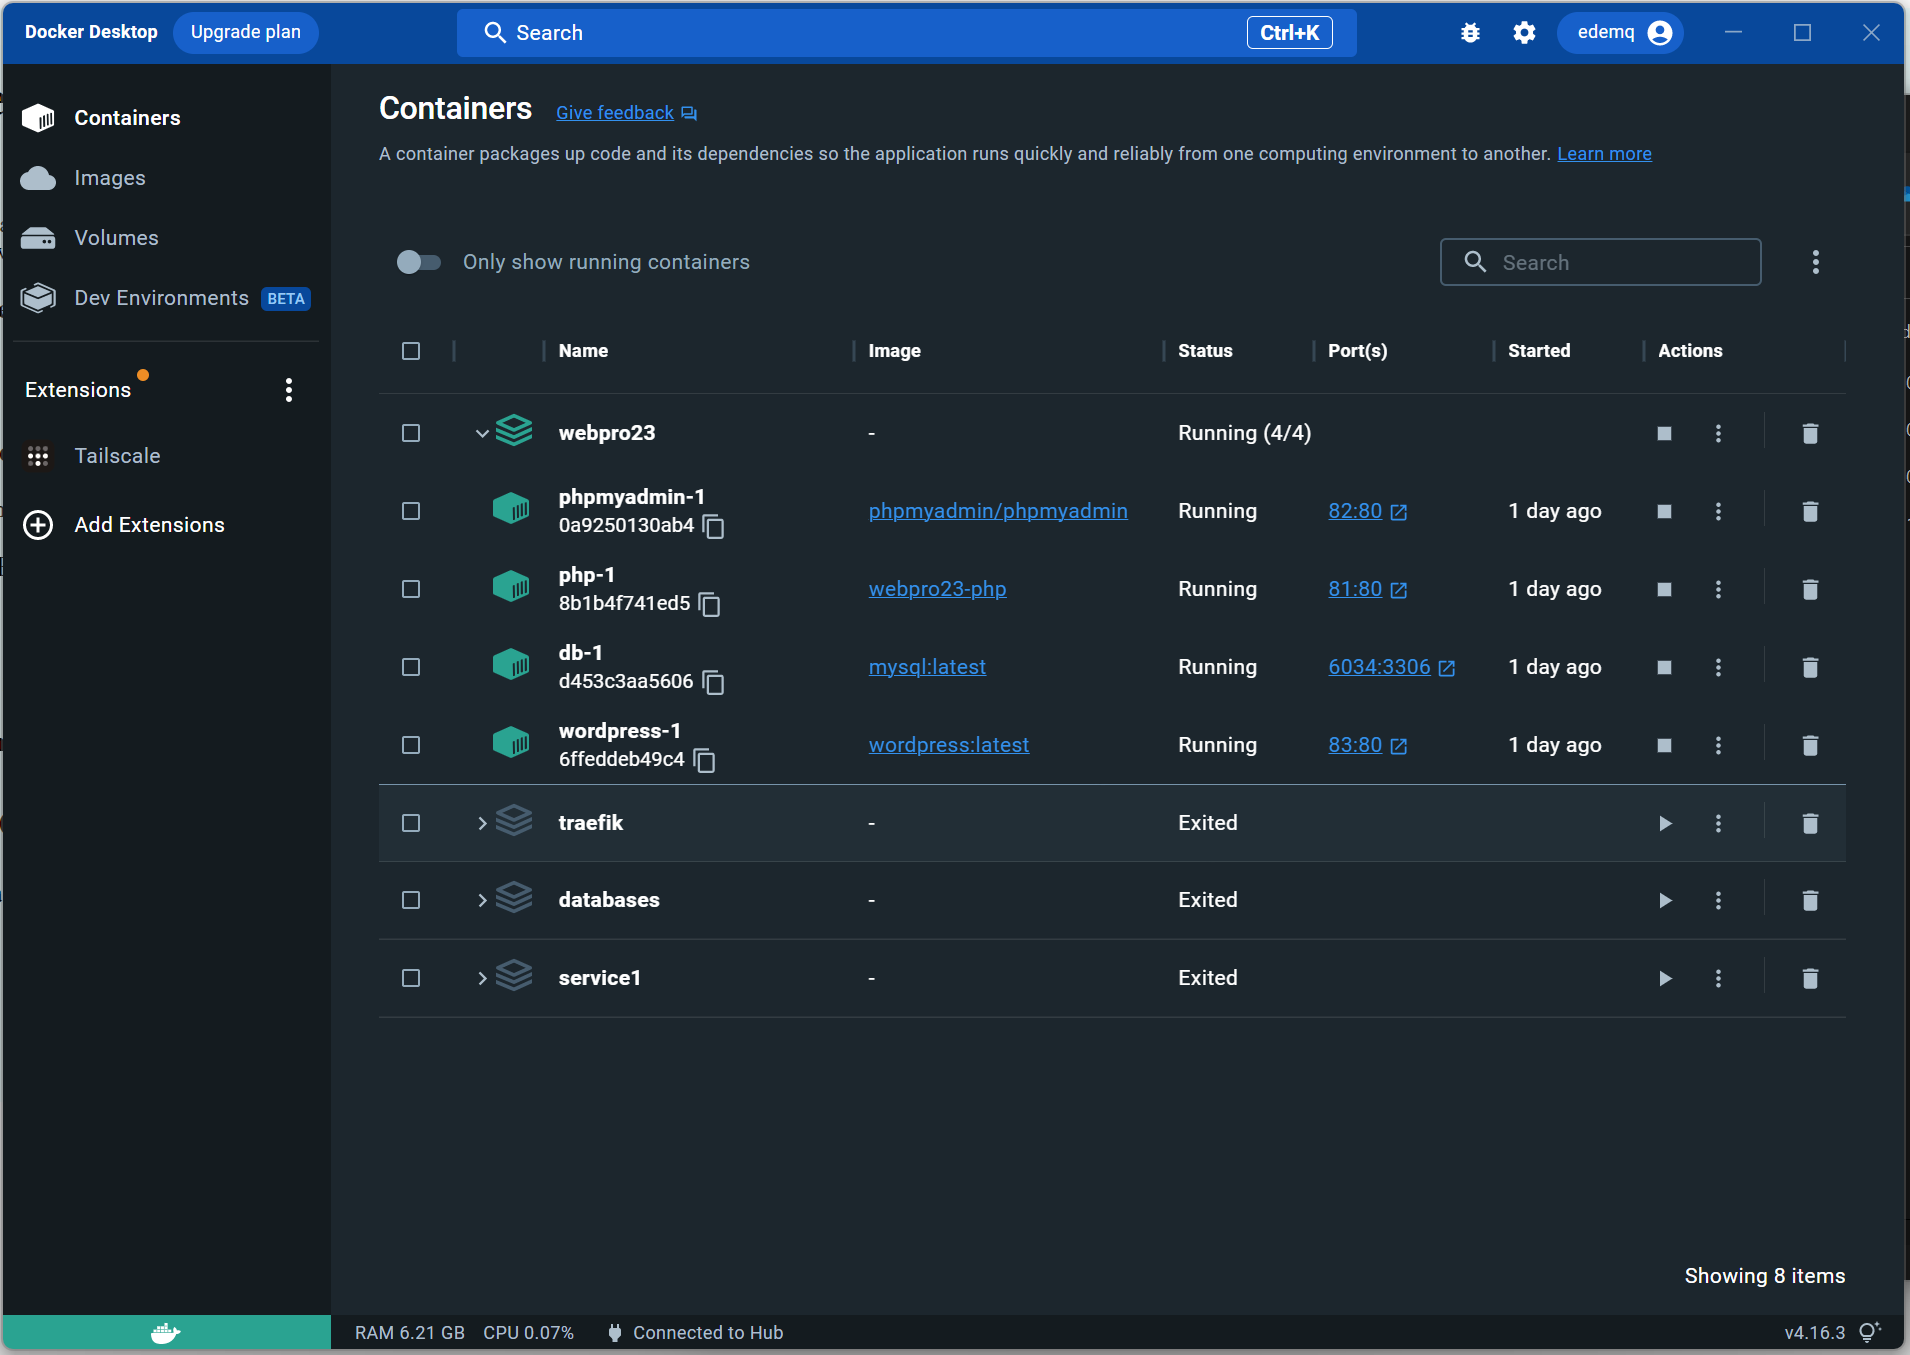 Docker Desktop Upgrade plan Search Ctrl+K edemq
Containers
Images
Volumes
Dev Environments BETA
Extensions
Tailscale
Add Extensions
Containers Give feedback
A container packages up code and its dependencies so the application runs quickly and reliably from one computing environment to another. Learn more
Only show running containers Search
Name Image Status Port(s) Started Actions
webpro23 - Running (4/4)
phpmyadmin-1
0a9250130ab4 phpmyadmin/phpmyadmin Running 82:80 1 day ago
php-1
8b1b4f741ed5 webpro23-php Running 81:80 1 day ago
db-1
d453c3aa5606 mysql:latest Running 6034:3306 1 day ago
wordpress-1
6ffeddeb49c4 wordpress:latest Running 83:80 1 day ago
traefik - Exited
databases - Exited
service1 - Exited
Showing 8 items
RAM 6.21 GB CPU 0.07% Connected to Hub v4.16.3